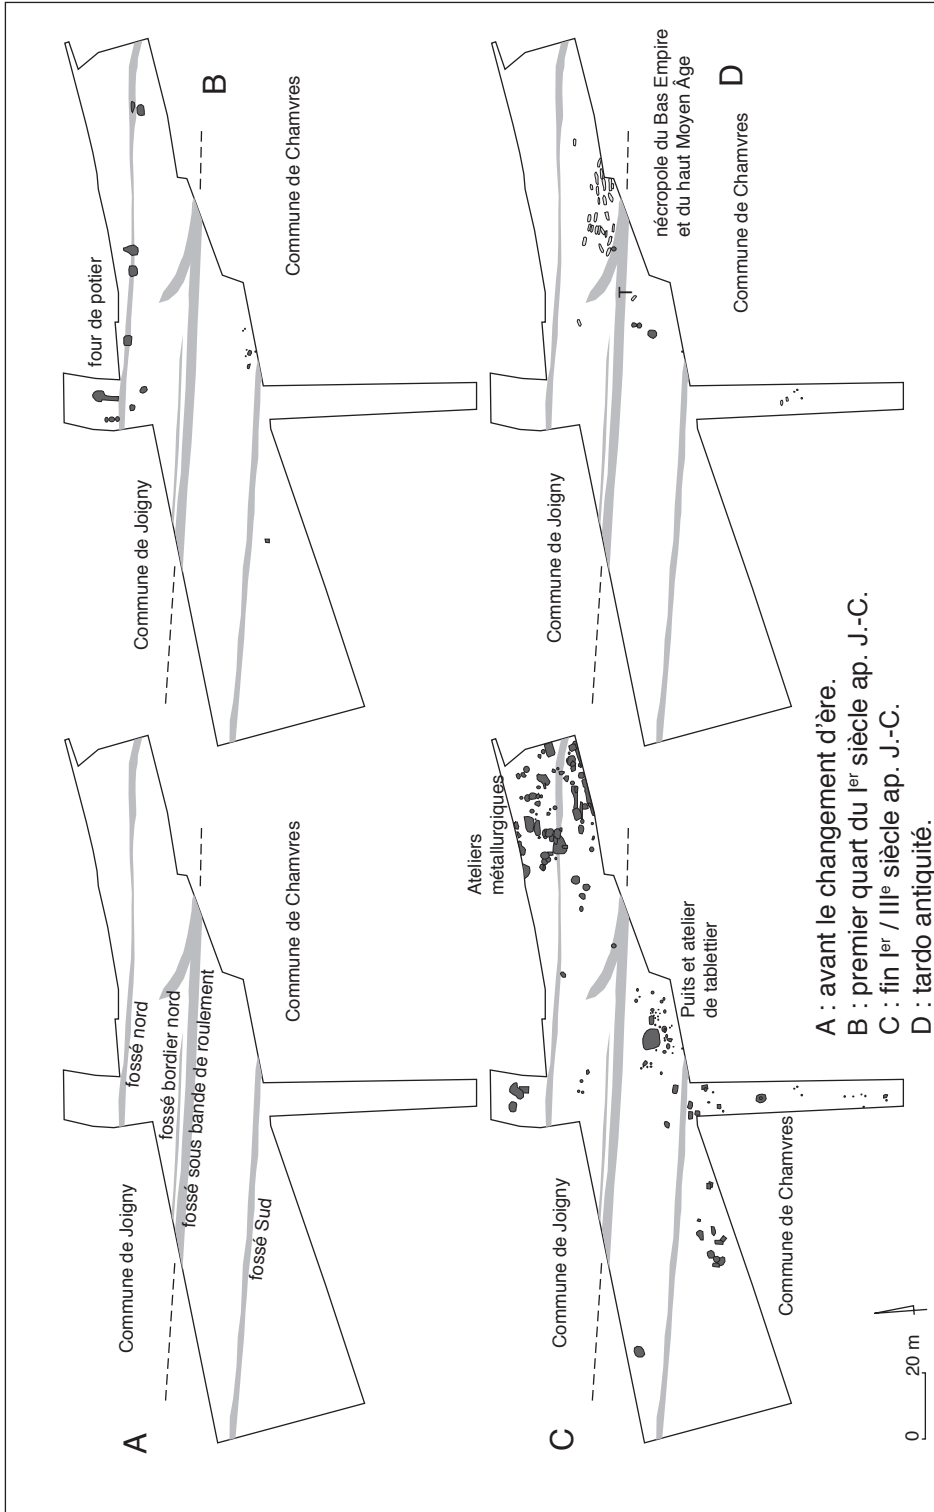 A
Commune de Joigny
fossé nord
fossé bordier nord
fossé sous bande de roulement
fossé Sud
Commune de Chamvres
B
four de potier
Commune de Joigny
Commune de Chamvres
C
Ateliers
métallurgiques
Commune de Joigny
Puits et atelier
de tablettier
Commune de Chamvres
D
Commune de Joigny
nécropole du Bas Empire
et du haut Moyen Âge
T
Commune de Chamvres
0 20 m
A : avant le changement d'ère.
B : premier quart du Ier siècle ap. J.-C.
C : fin Ier / IIIe siècle ap. J.-C.
D : tardo antiquité.